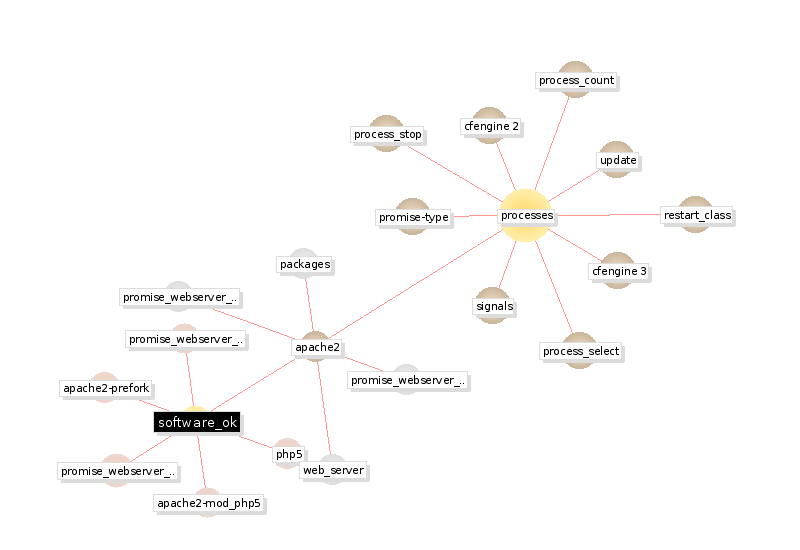 process_count
cfengine 2
process_stop
update
promise-type
processes
restart_class
packages
cfengine 3
promise_webserver_..
signals
promise_webserver_..
apache2
process_select
promise_webserver_..
apache2-prefork
software_ok
php5
promise_webserver_..
web_server
apache2-mod_php5